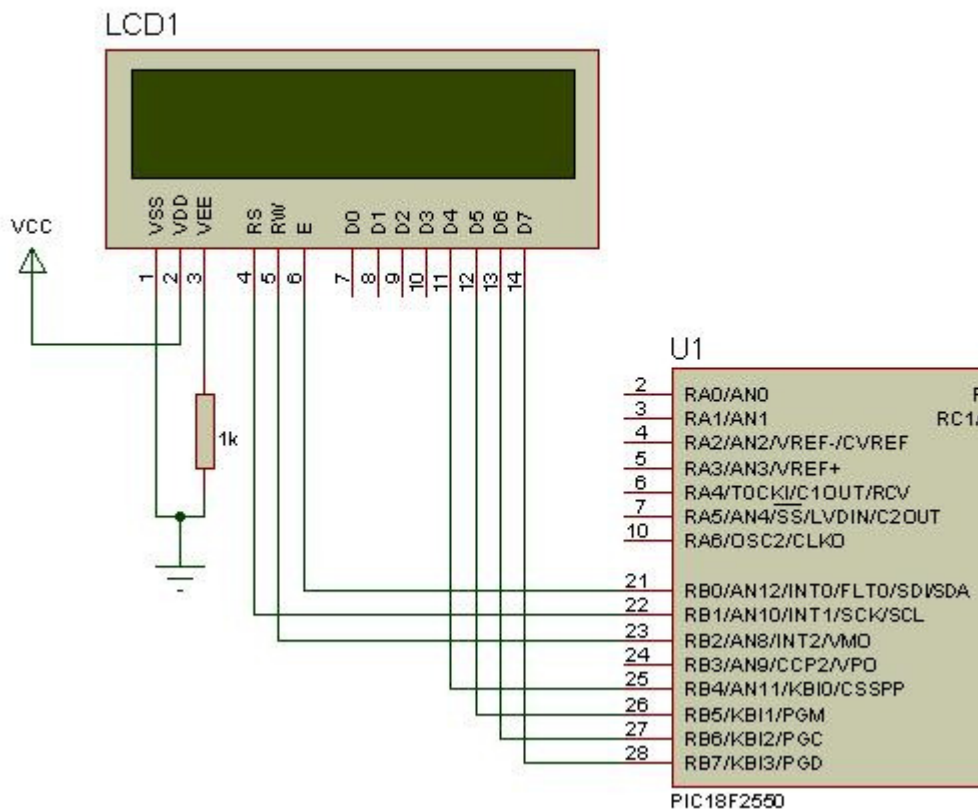 LCD1
VSS
VDD
VEE
RS
RW
E
D0
D1
D2
D3
D4
D5
D6
D7
VCC
1
2
3
4
5
6
7
8
9
10
11
12
13
14
1k
U1
2 RA0/AN0
3 RA1/AN1 RC1/
4 RA2/AN2/VREF-/CVREF
5 RA3/AN3/VREF+
6 RA4/T0CKI/C1OUT/RCV
7 RA5/AN4/SS/LVDIN/C2OUT
10 RA6/OSC2/CLKO
21 RB0/AN12/INT0/FLT0/SDI/SDA
22 RB1/AN10/INT1/SCK/SCL
23 RB2/AN8/INT2/VMO
24 RB3/AN9/CCP2/VPO
25 RB4/AN11/KBI0/CSSPP
26 RB5/KBI1/PGM
27 RB6/KBI2/PGC
28 RB7/KBI3/PGD
PIC18F2550